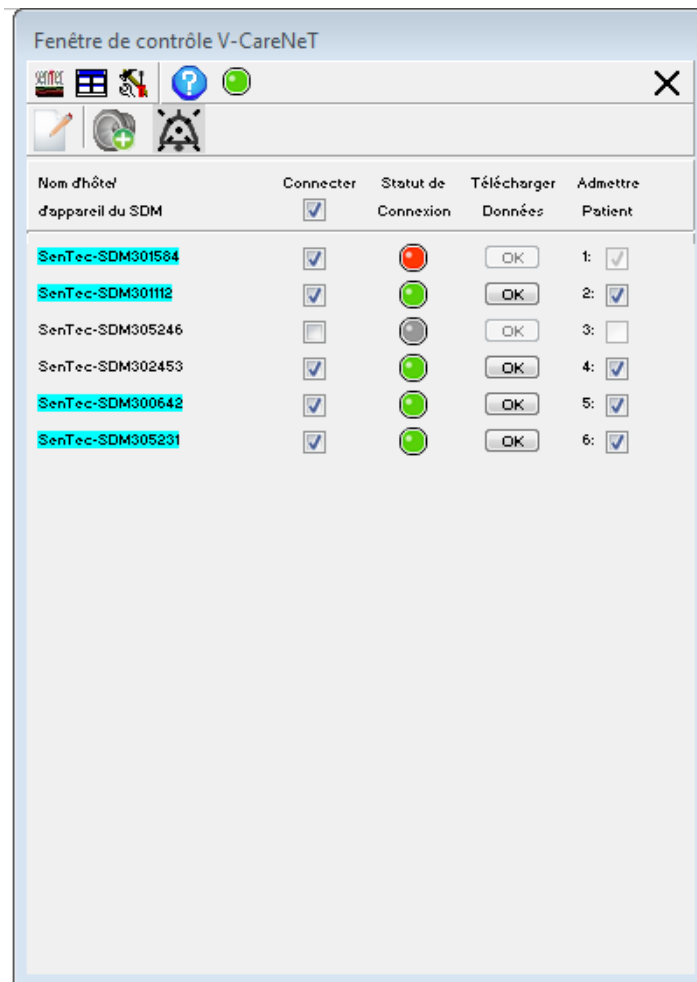 Fenêtre de contrôle V-CareNeT
SenTec
?
Nom d'hôte/ Connecter Statut de Télécharger Admettre
d'appareil du SDM Connexion Données Patient
SenTec-SDM301584 OK 1:
SenTec-SDM301112 OK 2:
SenTec-SDM305246 OK 3:
SenTec-SDM302453 OK 4:
SenTec-SDM300642 OK 5:
SenTec-SDM305231 OK 6: